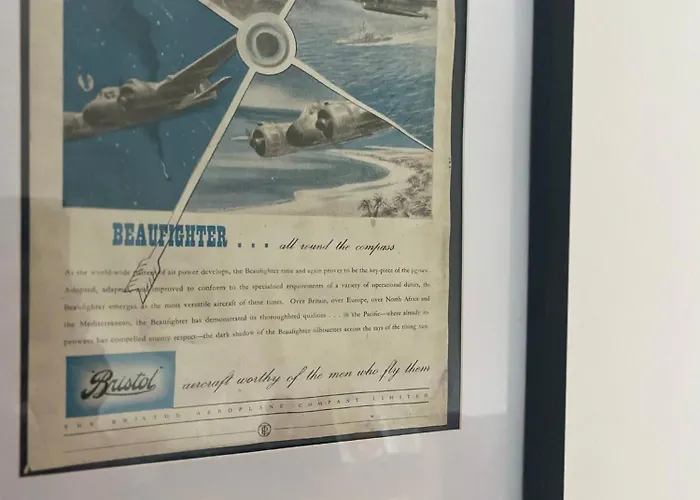 BEAUFIGHTER . . . all round the compass
As the world-wide pattern of air power develops, the Beaufighter time and again proves to be the key-piece of the jigsaw.
Adapted, adapted and improved to conform to the specialised requirements of a variety of operational duties, the
Beaufighter emerges as the most versatile aircraft of these times. Over Britain, over Europe, over North Africa and
the Mediterranean, the Beaufighter has demonstrated its thoroughbred qualities . . . in the Pacific—where already its
prowess has compelled enemy respect—the dark shadow of the Beaufighter silhouettes across the rays of the rising sun.
"Bristol" aircraft worthy of the men who fly them
THE BRISTOL AEROPLANE COMPANY LIMITED